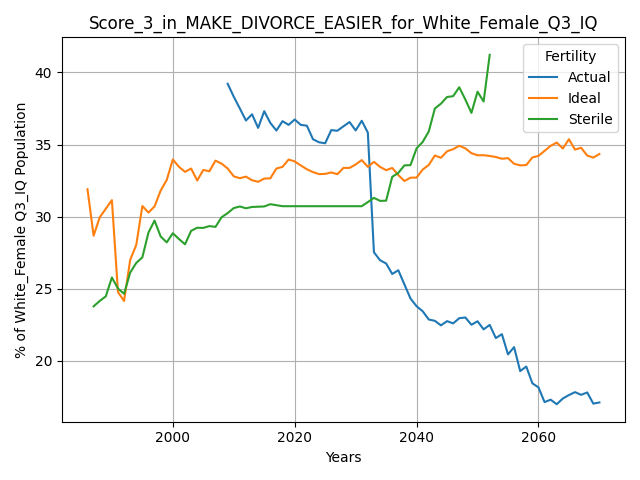 Score_3_in_MAKE_DIVORCE_EASIER_for_White_Female_Q3_IQ
Fertility
Actual
Ideal
Sterile
% of White_Female Q3_IQ Population
40
35
30
25
20
2000
2020
2040
2060
Years